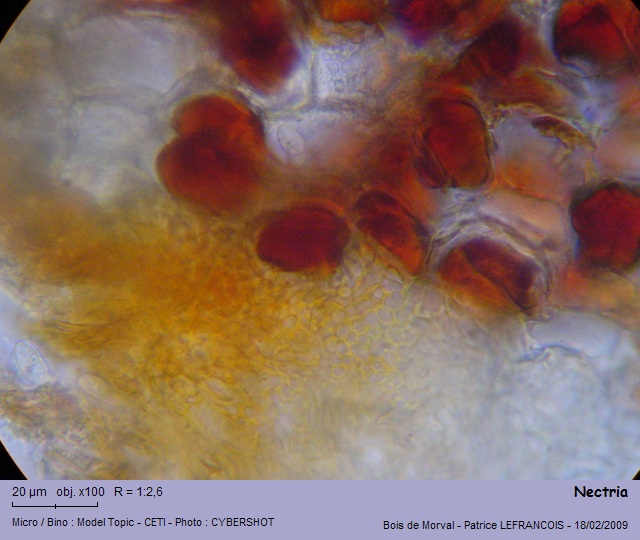 20 µm obj. x100 R = 1:2,6
Nectria
Micro / Bino : Model Topic - CETI - Photo : CYBERSHOT
Bois de Morval - Patrice LEFRANCOIS - 18/02/2009